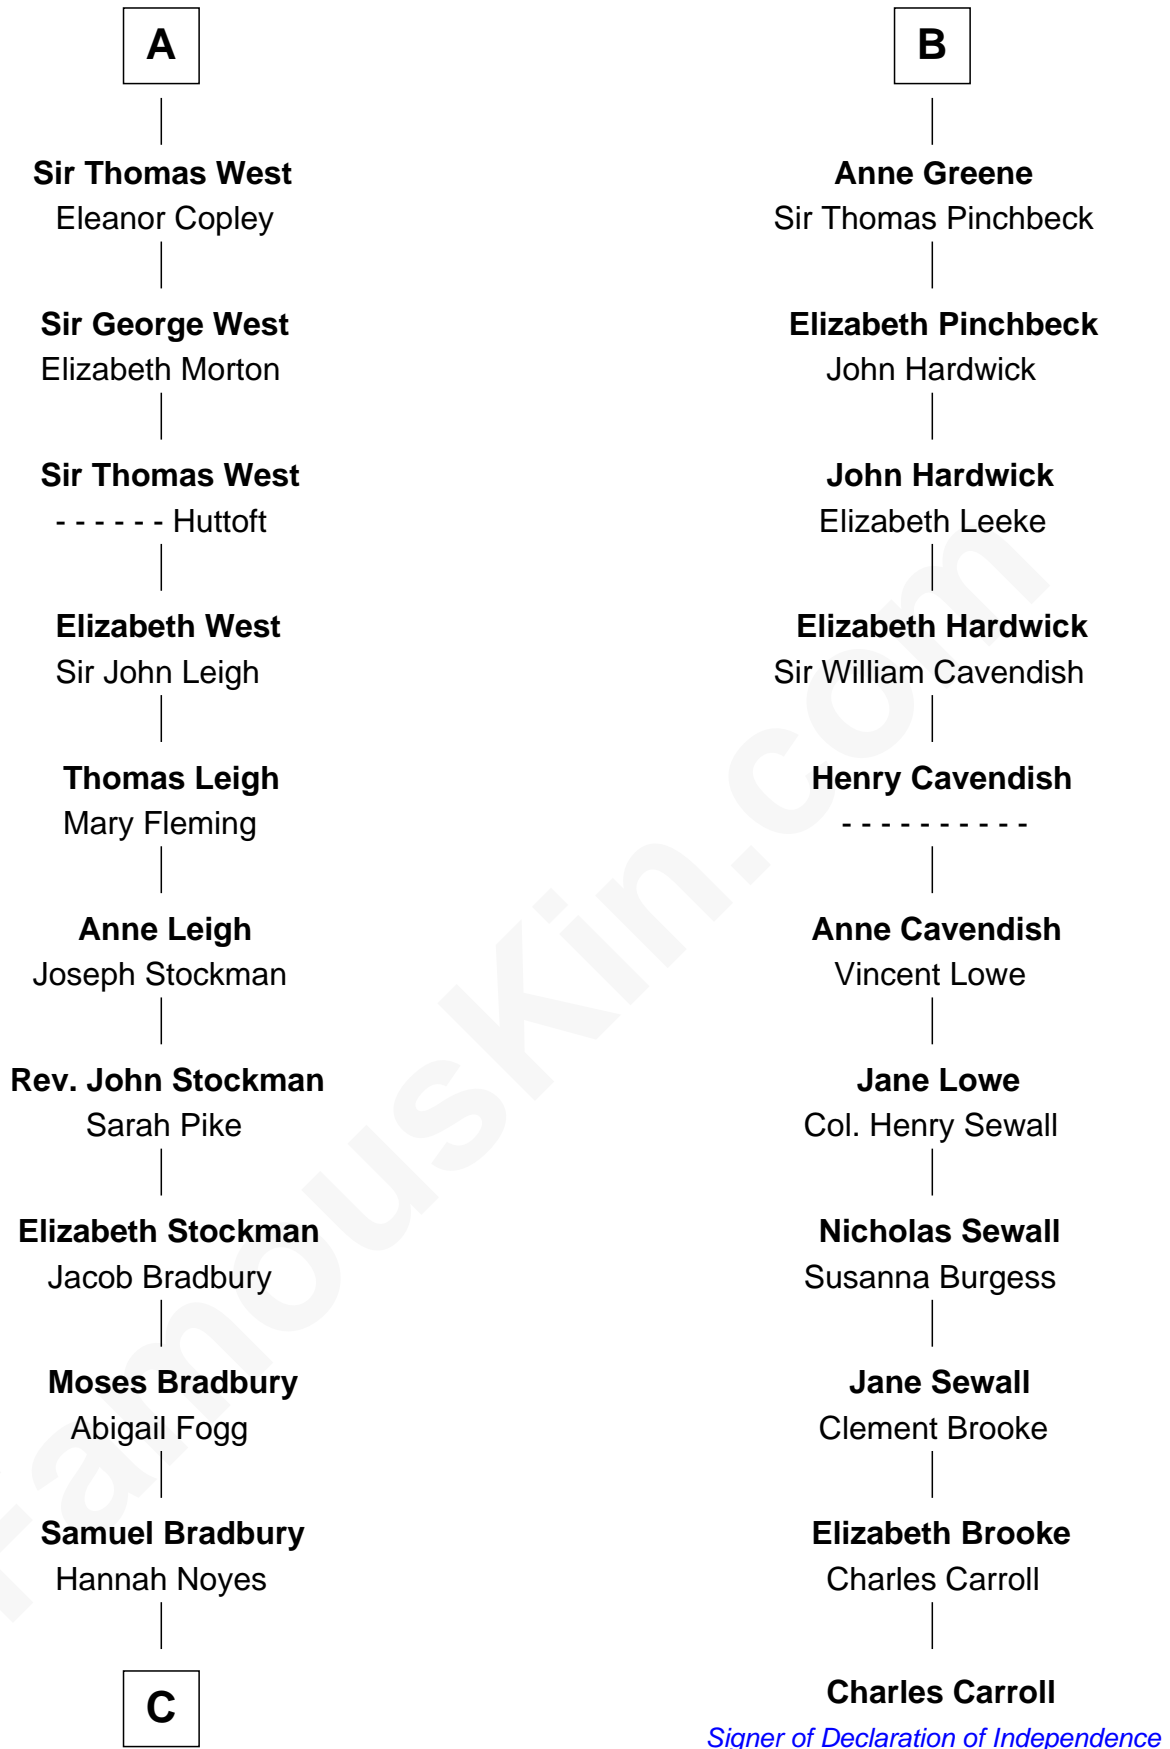 A
Sir Thomas West
Eleanor Copley
Sir George West
Elizabeth Morton
Sir Thomas West
- - - - - - Huttoft
Elizabeth West
Sir John Leigh
Thomas Leigh
Mary Fleming
Anne Leigh
Joseph Stockman
Rev. John Stockman
Sarah Pike
Elizabeth Stockman
Jacob Bradbury
Moses Bradbury
Abigail Fogg
Samuel Bradbury
Hannah Noyes
C
B
Anne Greene
Sir Thomas Pinchbeck
Elizabeth Pinchbeck
John Hardwick
John Hardwick
Elizabeth Leeke
Elizabeth Hardwick
Sir William Cavendish
Henry Cavendish
- - - - - - - - - -
Anne Cavendish
Vincent Lowe
Jane Lowe
Col. Henry Sewall
Nicholas Sewall
Susanna Burgess
Jane Sewall
Clement Brooke
Elizabeth Brooke
Charles Carroll
Charles Carroll
Signer of Declaration of Independence
FamousKin.com